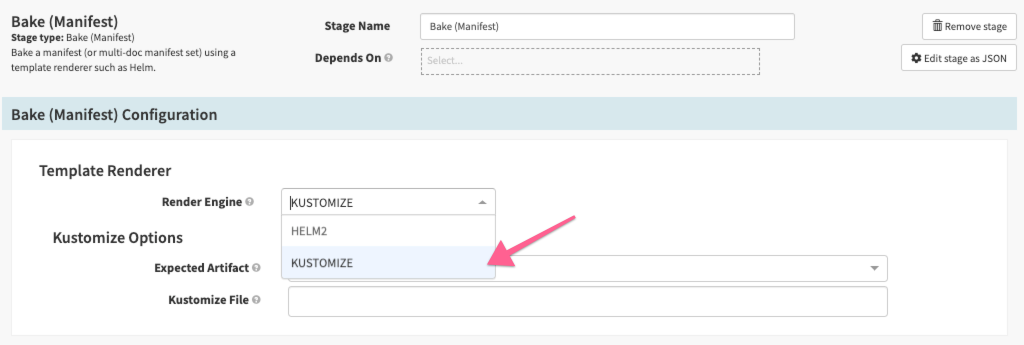 Bake (Manifest)
Stage type: Bake (Manifest)
Bake a manifest (or multi-doc manifest set) using a
template renderer such as Helm.
Stage Name
Bake (Manifest)
Depends On
Select...
Remove stage
Edit stage as JSON
Bake (Manifest) Configuration
Template Renderer
Render Engine
KUSTOMIZE
HELM2
KUSTOMIZE
Kustomize Options
Expected Artifact
Kustomize File